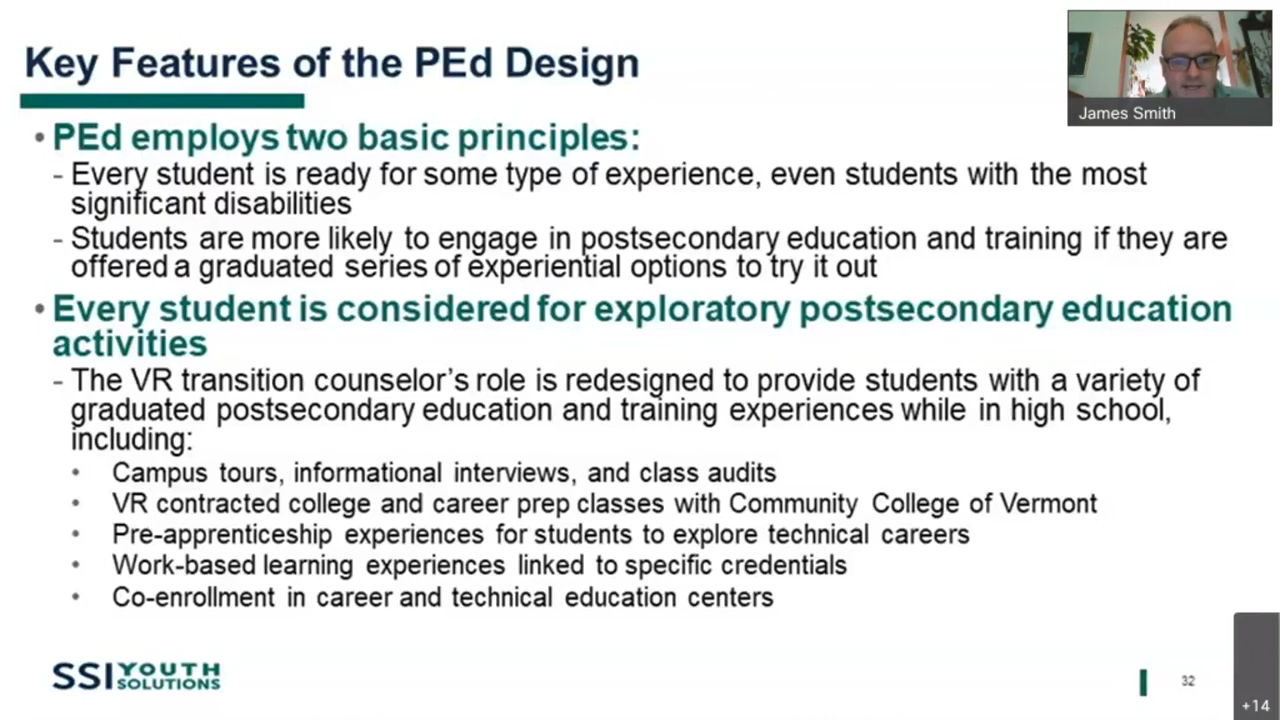 Key Features of the PEd Design
James Smith
• PEd employs two basic principles:
- Every student is ready for some type of experience, even students with the most
significant disabilities
- Students are more likely to engage in postsecondary education and training if they are
offered a graduated series of experiential options to try it out
• Every student is considered for exploratory postsecondary education
activities
- The VR transition counselor's role is redesigned to provide students with a variety of
graduated postsecondary education and training experiences while in high school,
including:
• Campus tours, informational interviews, and class audits
• VR contracted college and career prep classes with Community College of Vermont
• Pre-apprenticeship experiences for students to explore technical careers
• Work-based learning experiences linked to specific credentials
• Co-enrollment in career and technical education centers
SSI YOUTH
SOLUTIONS
32
+14